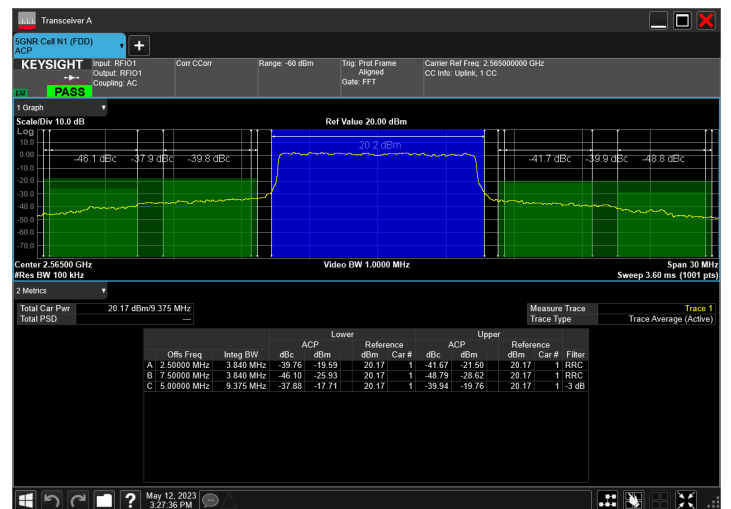 Transceiver A
5GNR Cell N1 (FDD)
ACP
KEYSIGHT
LXI
PASS
Input: RFIO1
Output: RFIO1
Coupling: AC
Corr CCorr
Range: -60 dBm
Trig: Prot Frame
Aligned
Gate: FFT
Carrier Ref Freq: 2.565000000 GHz
CC Info: Uplink, 1 CC
1 Graph
Scale/Div 10.0 dB
Ref Value 20.00 dBm
Log
10.0
0.00
-10.0
-20.0
-30.0
-40.0
-50.0
-60.0
-70.0
-46.1 dBc
-37.9 dBc
-39.8 dBc
20.2 dBm
-41.7 dBc
-39.9 dBc
-48.8 dBc
Center 2.56500 GHz
Video BW 1.0000 MHz
Span 30 MHz
#Res BW 100 kHz
Sweep 3.60 ms (1001 pts)
2 Metrics
Total Car Pwr 20.17 dBm/9.375 MHz
Total PSD ---
Measure Trace Trace 1
Trace Type Trace Average (Active)
Lower Upper
ACP Reference ACP Reference
Offs Freq Integ BW dBc dBm dBm Car # dBc dBm dBm Car # Filter
A 2.50000 MHz 3.840 MHz -39.76 -19.59 20.17 1 -41.67 -21.50 20.17 1 RRC
B 7.50000 MHz 3.840 MHz -46.10 -25.93 20.17 1 -48.79 -28.62 20.17 1 RRC
C 5.00000 MHz 9.375 MHz -37.88 -17.71 20.17 1 -39.94 -19.76 20.17 1 -3 dB
?
May 12, 2023
3:27:36 PM